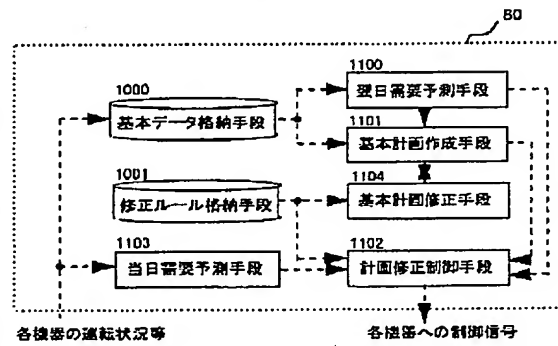 80
1000
基本データ格納手段
1100
翌日需要予測手段
1101
基本計画作成手段
1001
修正ルール格納手段
1104
基本計画修正手段
1103
当日需要予測手段
1102
計画修正制御手段
各機器の運転状況等
各機器への制御信号